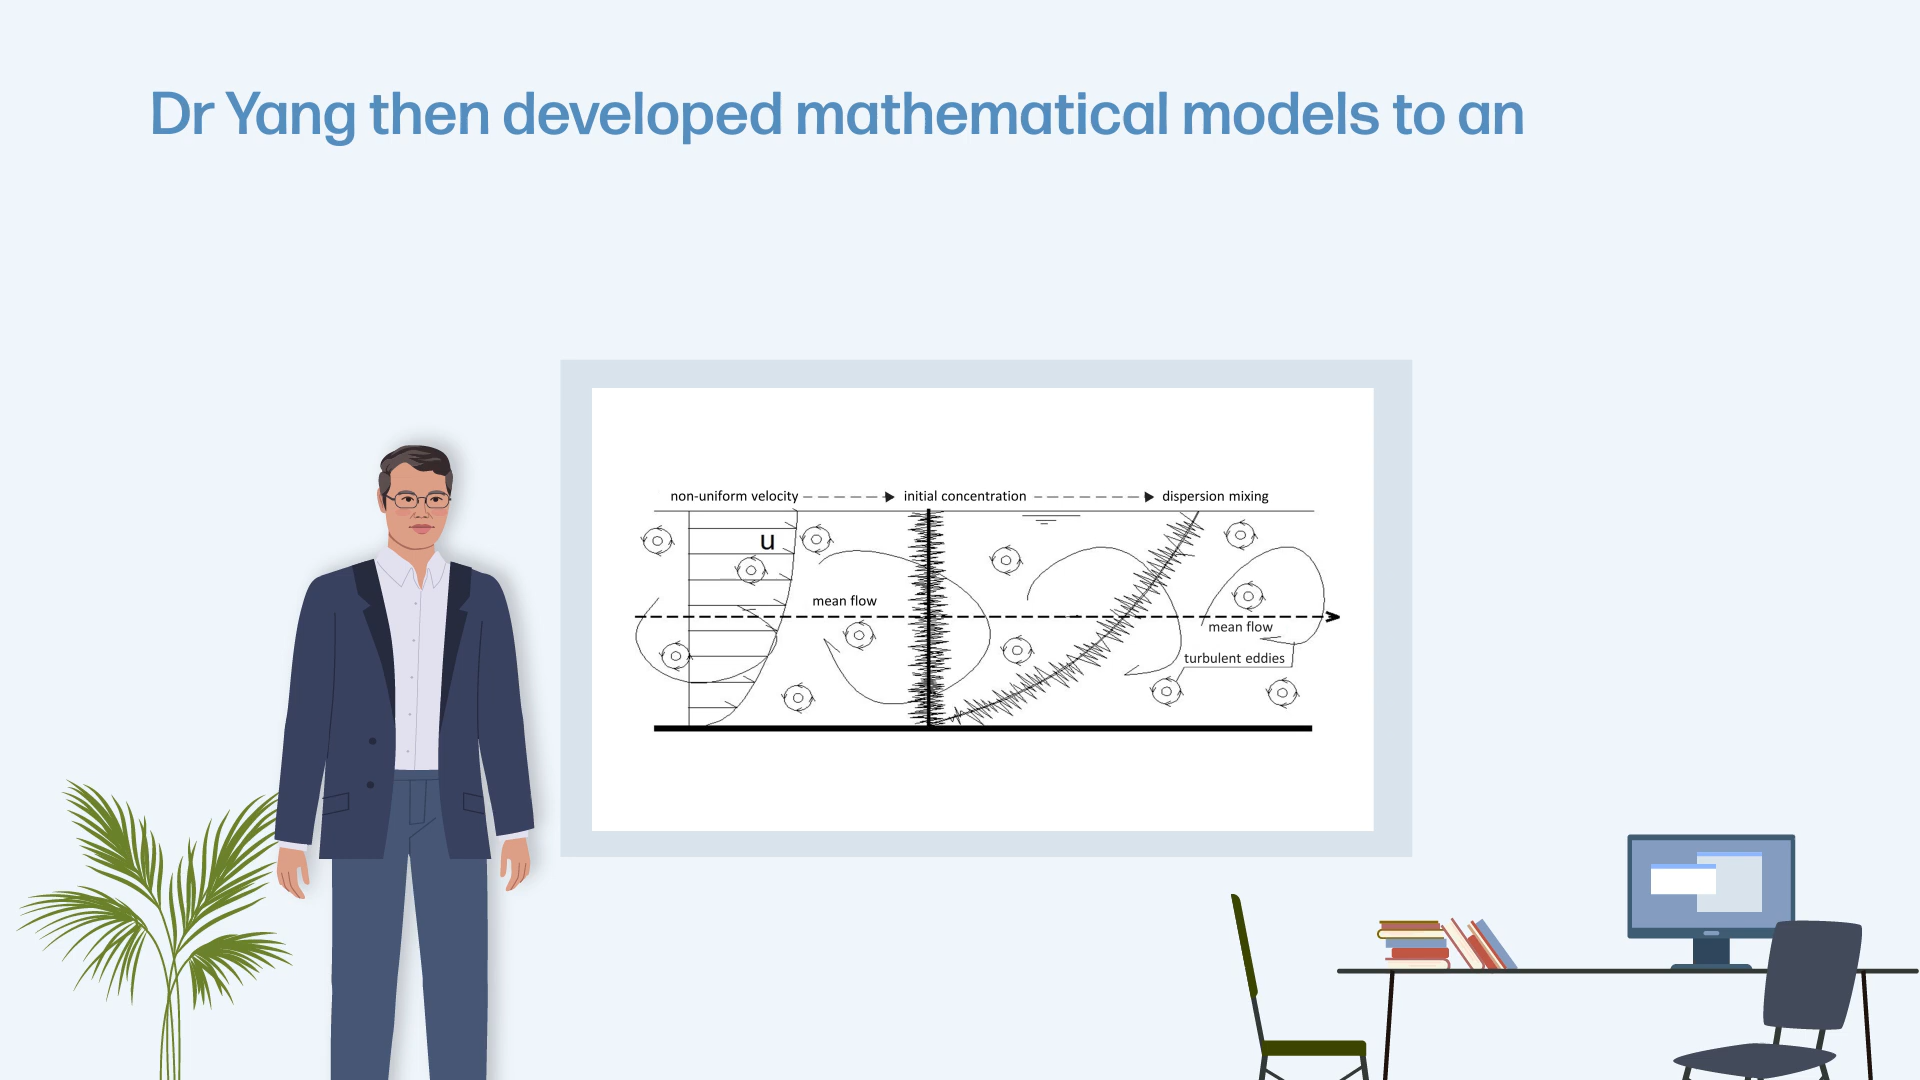 Dr Yang then developed mathematical models to an
non-uniform velocity
initial concentration
dispersion mixing
u
mean flow
mean flow
turbulent eddies